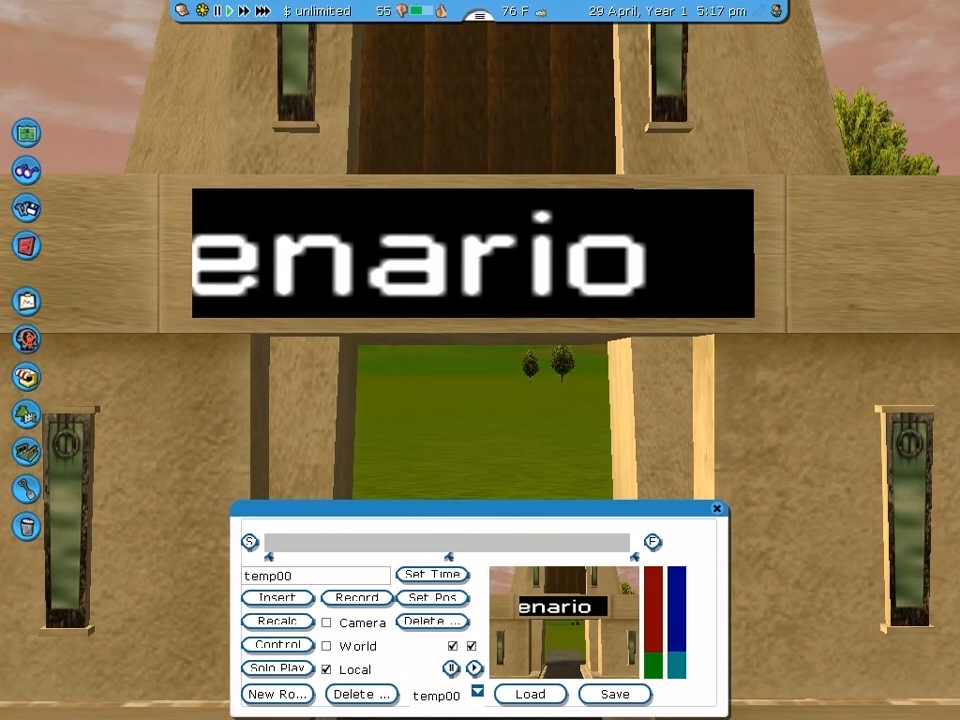 $ unlimited 55 76 F 29 April, Year 1 5:17 pm
enario
S F
temp00 Set Time
Insert Record Set Pos
Recalc Camera Delete ...
Control World
Solo Play Local
New Ro... Delete ... temp00 Load Save
enario